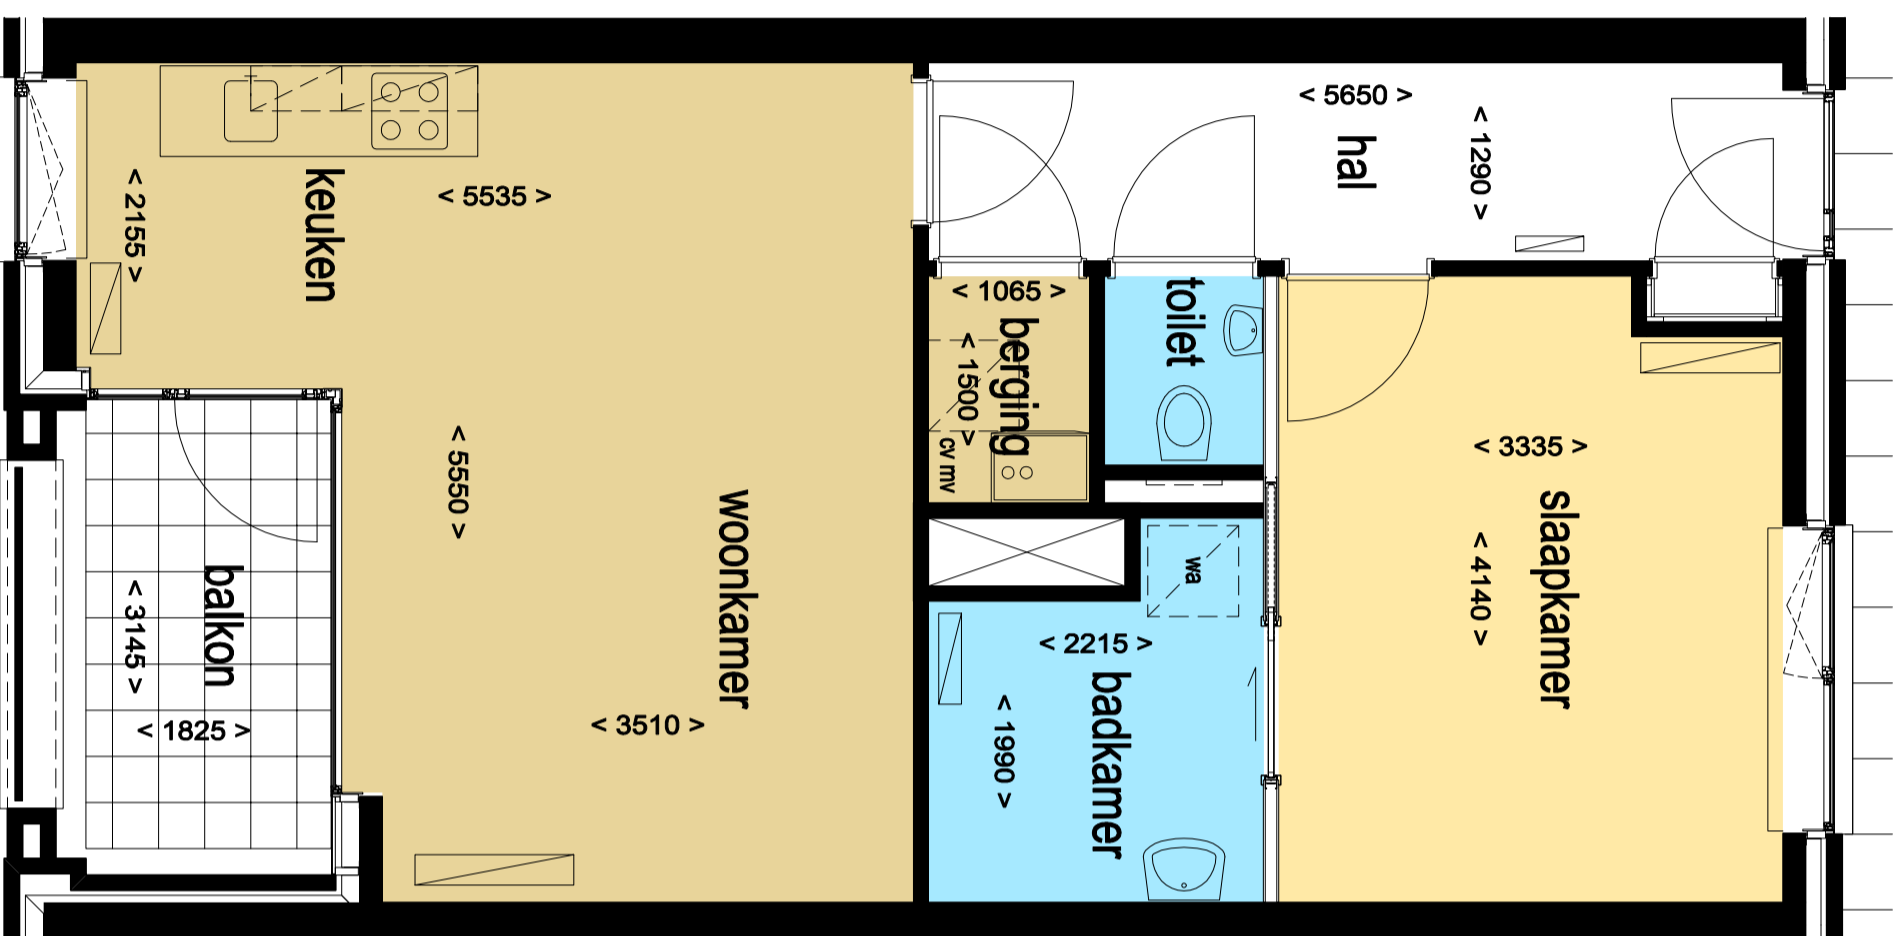 < 5650 >
< 1290 >
hal
keuken
< 5535 >
< 2155 >
< 1065 >
berging
< 1500 >
cv mv
toilet
< 3335 >
slaapkamer
< 4140 >
< 5550 >
woonkamer
< 3510 >
balkon
< 3145 >
< 1825 >
wa
< 2215 >
badkamer
< 1990 >